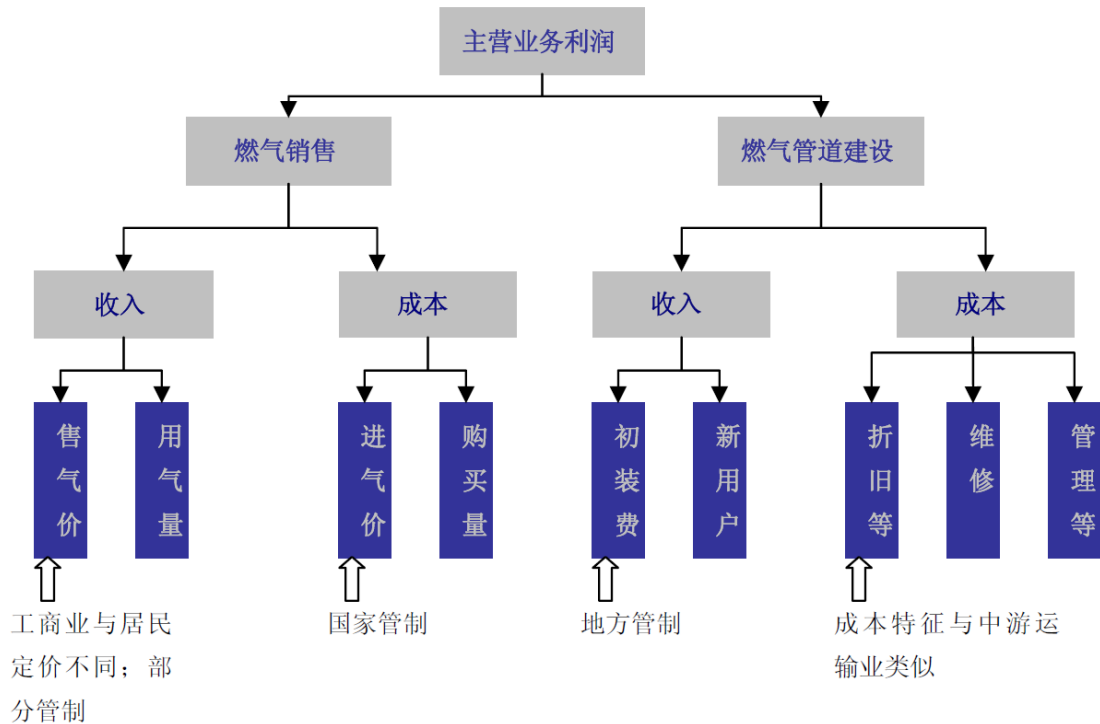 主营业务利润
燃气销售
燃气管道建设
收入
成本
收入
成本
售气价
用气量
进气价
购买量
初装费
新用户
折旧等
维修
管理等
工商业与居民
定价不同；部
分管制
国家管制
地方管制
成本特征与中游运
输业类似